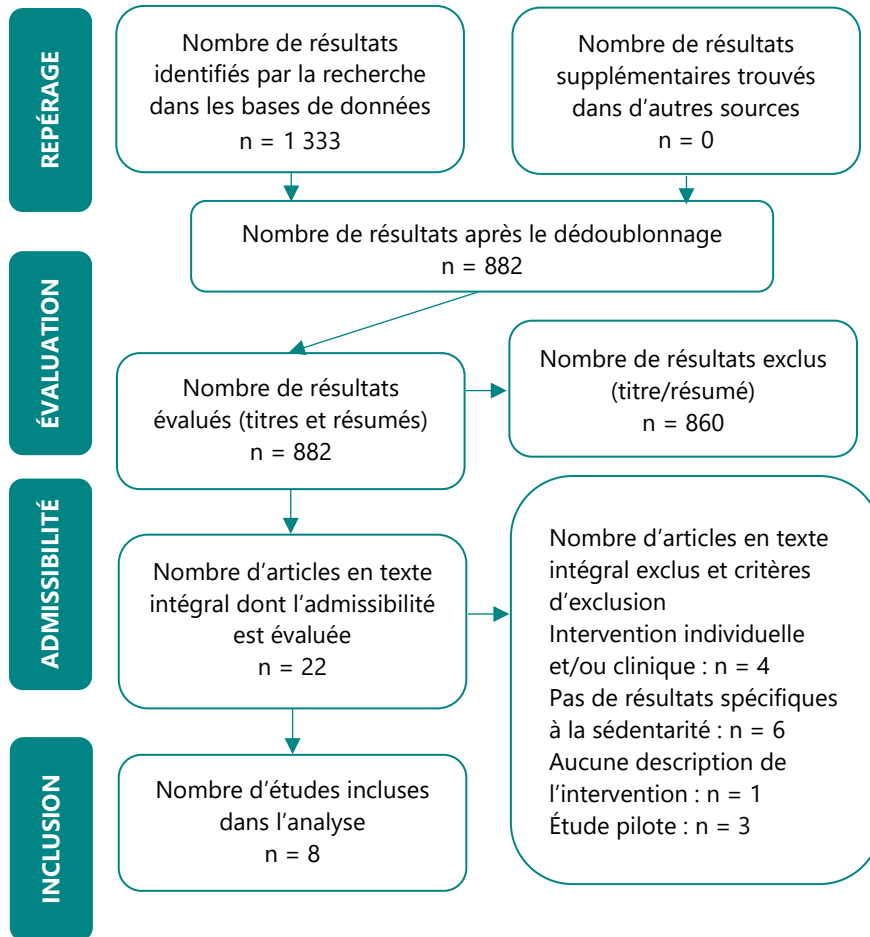 REPÉRAGE
Nombre de résultats
identifiés par la recherche
dans les bases de données
n = 1 333
Nombre de résultats
supplémentaires trouvés
dans d’autres sources
n = 0
Nombre de résultats après le dédoublonnage
n = 882
ÉVALUATION
Nombre de résultats
évalués (titres et résumés)
n = 882
Nombre de résultats exclus
(titre/résumé)
n = 860
ADMISSIBILITÉ
Nombre d’articles en texte
intégral dont l’admissibilité
est évaluée
n = 22
Nombre d’articles en texte
intégral exclus et critères
d’exclusion
Intervention individuelle
et/ou clinique : n = 4
Pas de résultats spécifiques
à la sédentarité : n = 6
Aucune description de
l’intervention : n = 1
Étude pilote : n = 3
INCLUSION
Nombre d’études incluses
dans l’analyse
n = 8